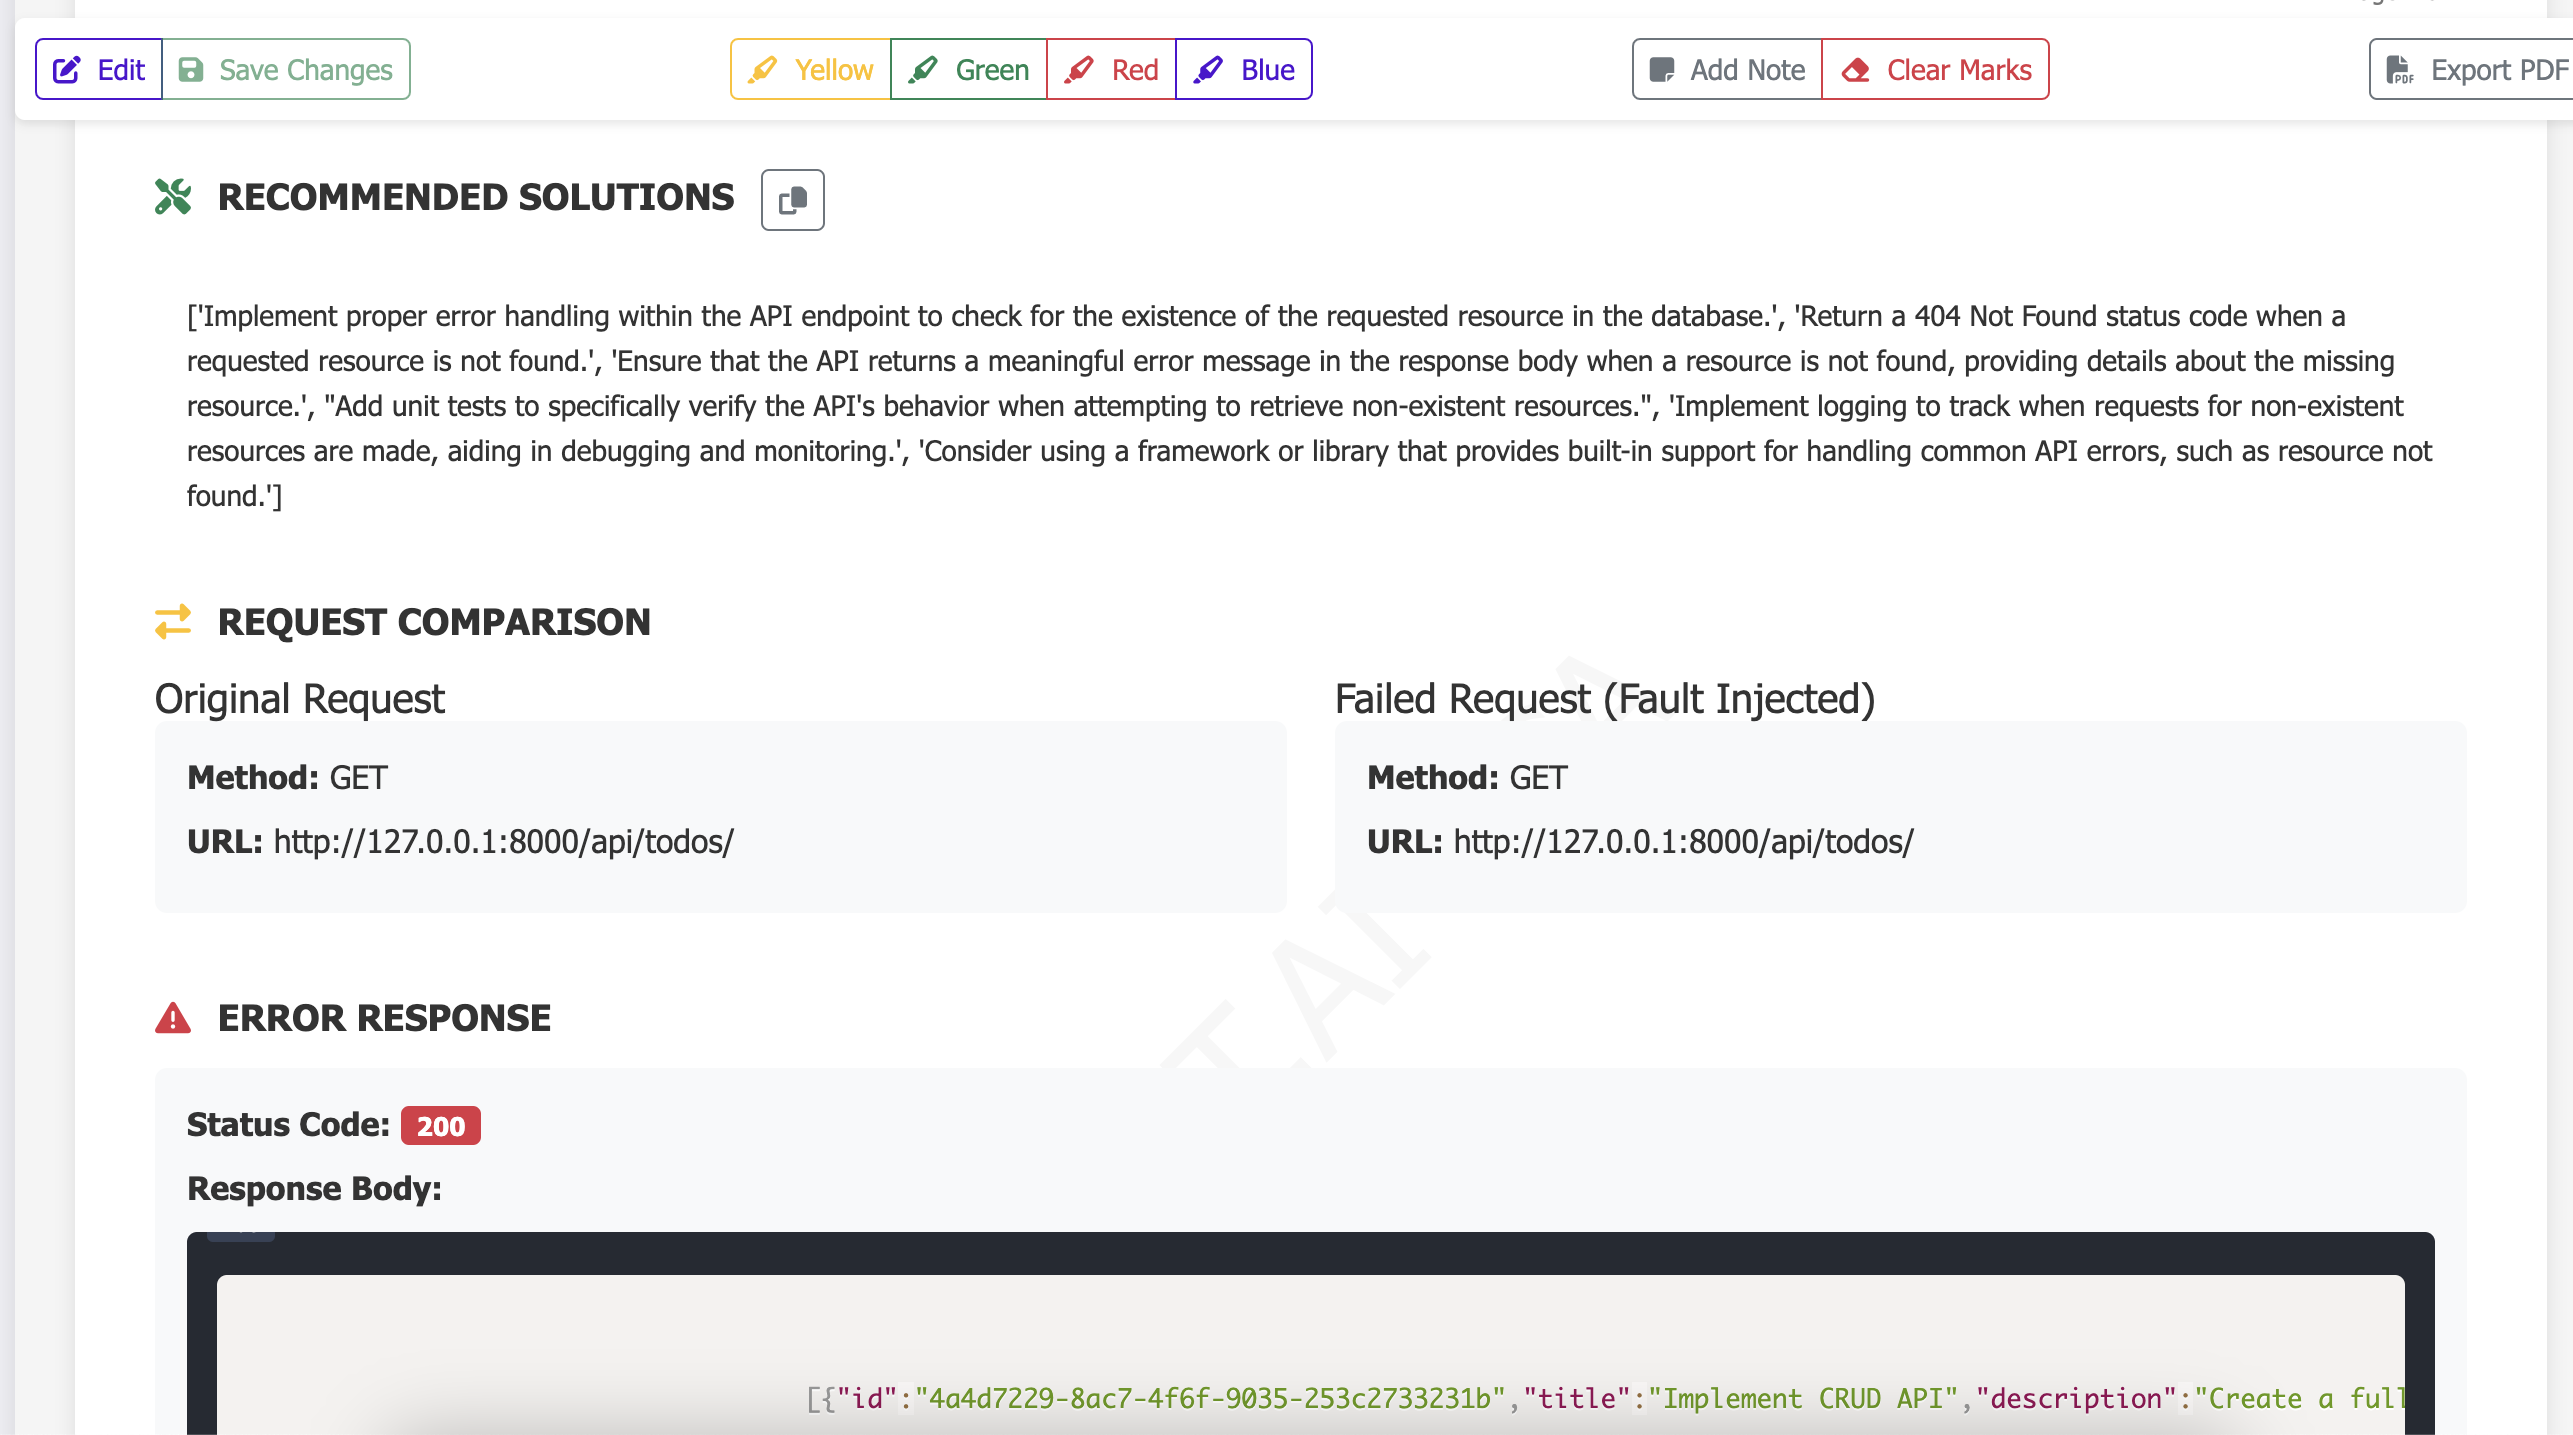 Edit
Save Changes
Yellow
Green
Red
Blue
Add Note
Clear Marks
Export PDF
RECOMMENDED SOLUTIONS
['Implement proper error handling within the API endpoint to check for the existence of the requested resource in the database.', 'Return a 404 Not Found status code when a
requested resource is not found.', 'Ensure that the API returns a meaningful error message in the response body when a resource is not found, providing details about the missing
resource.', "Add unit tests to specifically verify the API's behavior when attempting to retrieve non-existent resources.", 'Implement logging to track when requests for non-existent
resources are made, aiding in debugging and monitoring.', 'Consider using a framework or library that provides built-in support for handling common API errors, such as resource not
found.']
REQUEST COMPARISON
Original Request
Method: GET
URL: http://127.0.0.1:8000/api/todos/
Failed Request (Fault Injected)
Method: GET
URL: http://127.0.0.1:8000/api/todos/
ERROR RESPONSE
Status Code: 200
Response Body:
[{"id":"4a4d7229-8ac7-4f6f-9035-253c2733231b","title":"Implement CRUD API","description":"Create a full